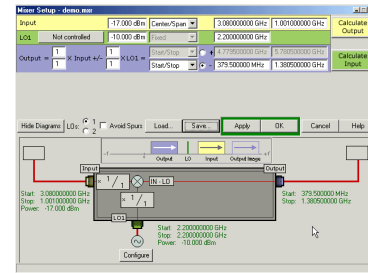 Mixer Setup - demo.mxr
Input -17.000 dBm Center/Span 3.080000000 GHz 1.001000000 GHz Calculate Output
LO1 Not controlled -10.000 dBm Fixed 2.200000000 GHz
Output = 1/1 X Input +/- 1/1 X LO1 = Start/Stop + 4.779500000 GHz 5.780500000 GHz Calculate Input
Start/Stop - 379.500000 MHz 1.380500000 GHz
Hide Diagrams LOs: 1 2 Avoid Spurs Load... Save... Apply OK Cancel Help
Output LO Input Output Image
Input Output
× 1/1 IN - LO
× 1/1
LO1
Start: 3.080000000 GHz
Stop: 1.001000000 GHz
Power: -17.000 dBm
Start: 379.500000 MHz
Stop: 1.380500000 GHz
Start: 2.200000000 GHz
Stop: 2.200000000 GHz
Power: -10.000 dBm
Configure